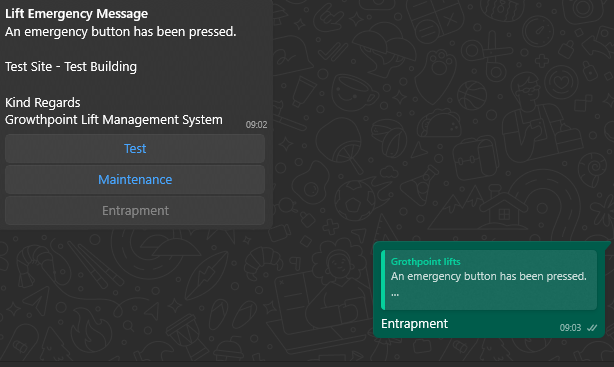 Lift Emergency Message
An emergency button has been pressed.
Test Site - Test Building
Kind Regards
Growthpoint Lift Management System
09:02
Test
Maintenance
Entrapment
Grothpoint lifts
An emergency button has been pressed.
...
Entrapment
09:03